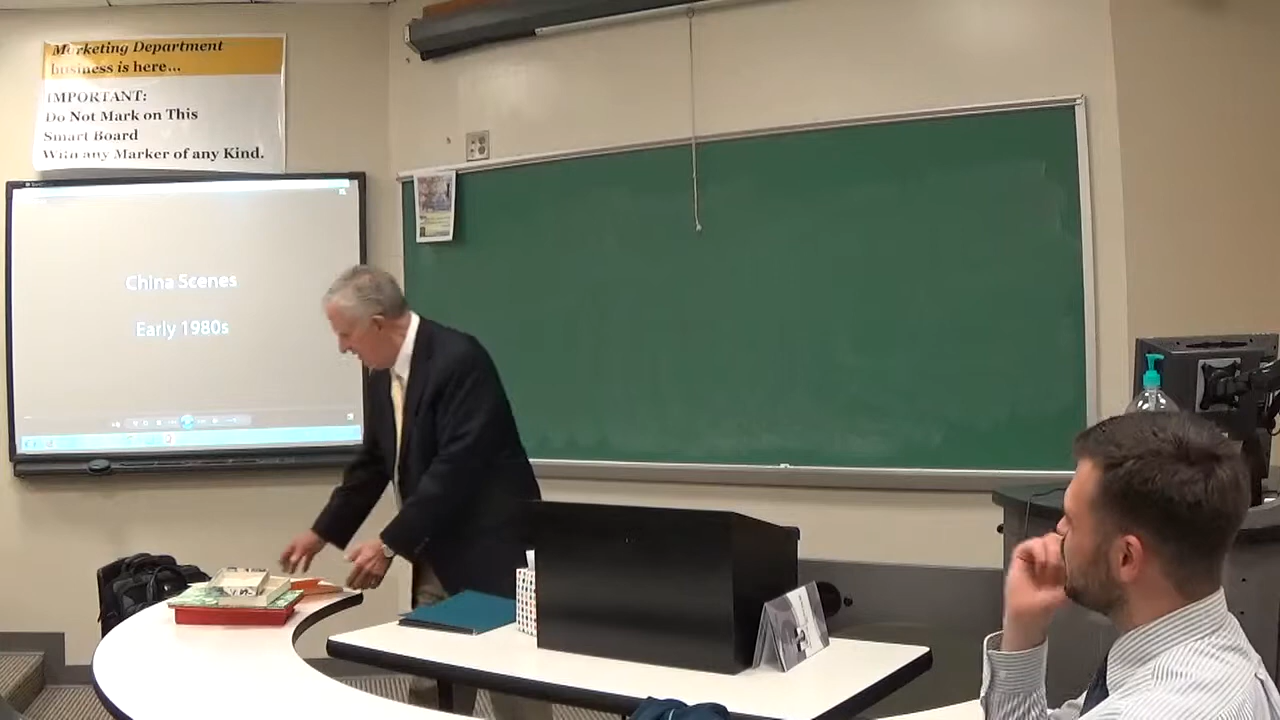 Marketing Department
business is here...
IMPORTANT:
Do Not Mark on This
Smart Board
With any Marker of any Kind.
China Scenes
Early 1980s